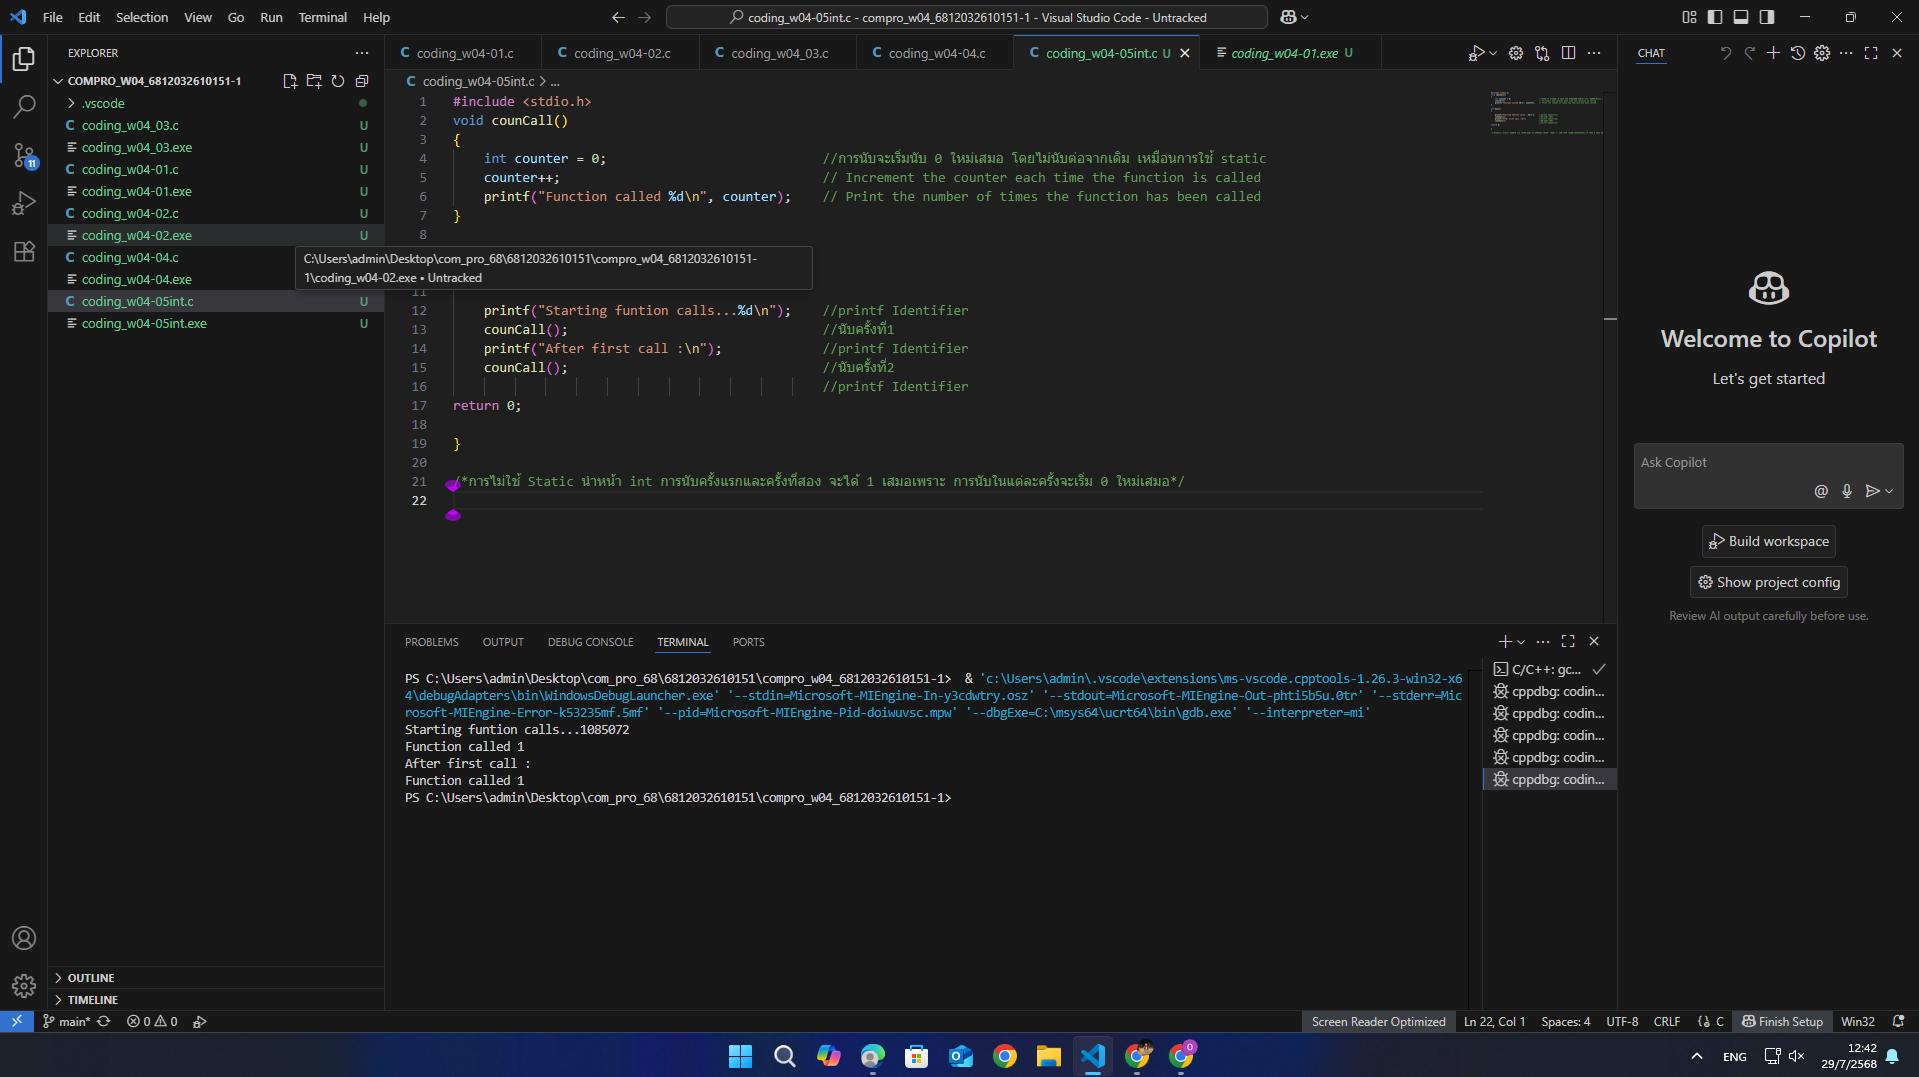 File Edit Selection View Go Run Terminal Help
coding_w04-05int.c - compro_w04_6812032610151-1 - Visual Studio Code - Untracked
EXPLORER
COMPRO_W04_6812032610151-1
.vscode
coding_w04_03.c U
coding_w04_03.exe U
coding_w04-01.c U
coding_w04-01.exe U
coding_w04-02.c U
coding_w04-02.exe U
coding_w04-04.c U
coding_w04-04.exe U
coding_w04-05int.c U
coding_w04-05int.exe U
C:\Users\admin\Desktop\com_pro_68\6812032610151\compro_w04_6812032610151-
1\coding_w04-02.exe • Untracked
OUTLINE
TIMELINE
coding_w04-01.c
coding_w04-02.c
coding_w04_03.c
coding_w04-04.c
coding_w04-05int.c U
coding_w04-01.exe U
coding_w04-05int.c > ...
1 #include <stdio.h>
2 void counCall()
3 {
4 int counter = 0; //การนับจะเริ่มนับ 0 ใหม่เสมอ โดยไม่นับต่อจากเดิม เหมือนการใช้ static
5 counter++; // Increment the counter each time the function is called
6 printf("Function called %d\n", counter); // Print the number of times the function has been called
7 }
8
11
12 printf("Starting funtion calls...%d\n"); //printf Identifier
13 counCall(); //นับครั้งที่1
14 printf("After first call :\n"); //printf Identifier
15 counCall(); //นับครั้งที่2
16 //printf Identifier
17 return 0;
18
19 }
20
21 /*การไม่ใช้ Static นำหน้า int การนับครั้งแรกและครั้งที่สอง จะได้ 1 เสมอเพราะ การนับในแต่ละครั้งจะเริ่ม 0 ใหม่เสมอ*/
22
PROBLEMS OUTPUT DEBUG CONSOLE TERMINAL PORTS
PS C:\Users\admin\Desktop\com_pro_68\6812032610151\compro_w04_6812032610151-1> & 'c:\Users\admin\.vscode\extensions\ms-vscode.cpptools-1.26.3-win32-x6
4\debugAdapters\bin\WindowsDebugLauncher.exe' '--stdin=Microsoft-MIEngine-In-y3cdwtry.osz' '--stdout=Microsoft-MIEngine-Out-phti5b5u.0tr' '--stderr=Mic
rosoft-MIEngine-Error-k53235mf.5mf' '--pid=Microsoft-MIEngine-Pid-doiwuvsc.mpw' '--dbgExe=C:\msys64\ucrt64\bin\gdb.exe' '--interpreter=mi'
Starting funtion calls...1085072
Function called 1
After first call :
Function called 1
PS C:\Users\admin\Desktop\com_pro_68\6812032610151\compro_w04_6812032610151-1>
C/C++: gc...
cppdbg: codin...
cppdbg: codin...
cppdbg: codin...
cppdbg: codin...
cppdbg: codin...
CHAT
Welcome to Copilot
Let's get started
Ask Copilot
Build workspace
Show project config
Review AI output carefully before use.
11
main* 0 0
Screen Reader Optimized Ln 22, Col 1 Spaces: 4 UTF-8 CRLF {} C Finish Setup Win32
ENG
12:42
29/7/2568